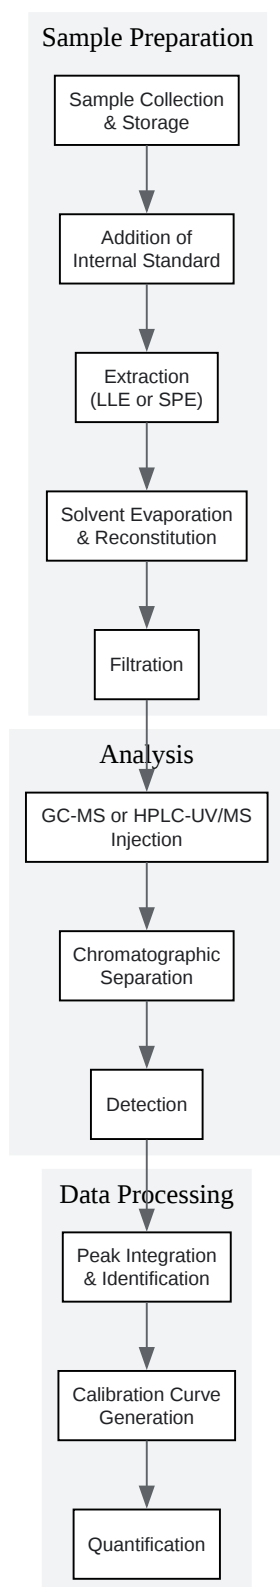 Sample Preparation
Sample Collection
& Storage
Addition of
Internal Standard
Extraction
(LLE or SPE)
Solvent Evaporation
& Reconstitution
Filtration
Analysis
GC-MS or HPLC-UV/MS
Injection
Chromatographic
Separation
Detection
Data Processing
Peak Integration
& Identification
Calibration Curve
Generation
Quantification